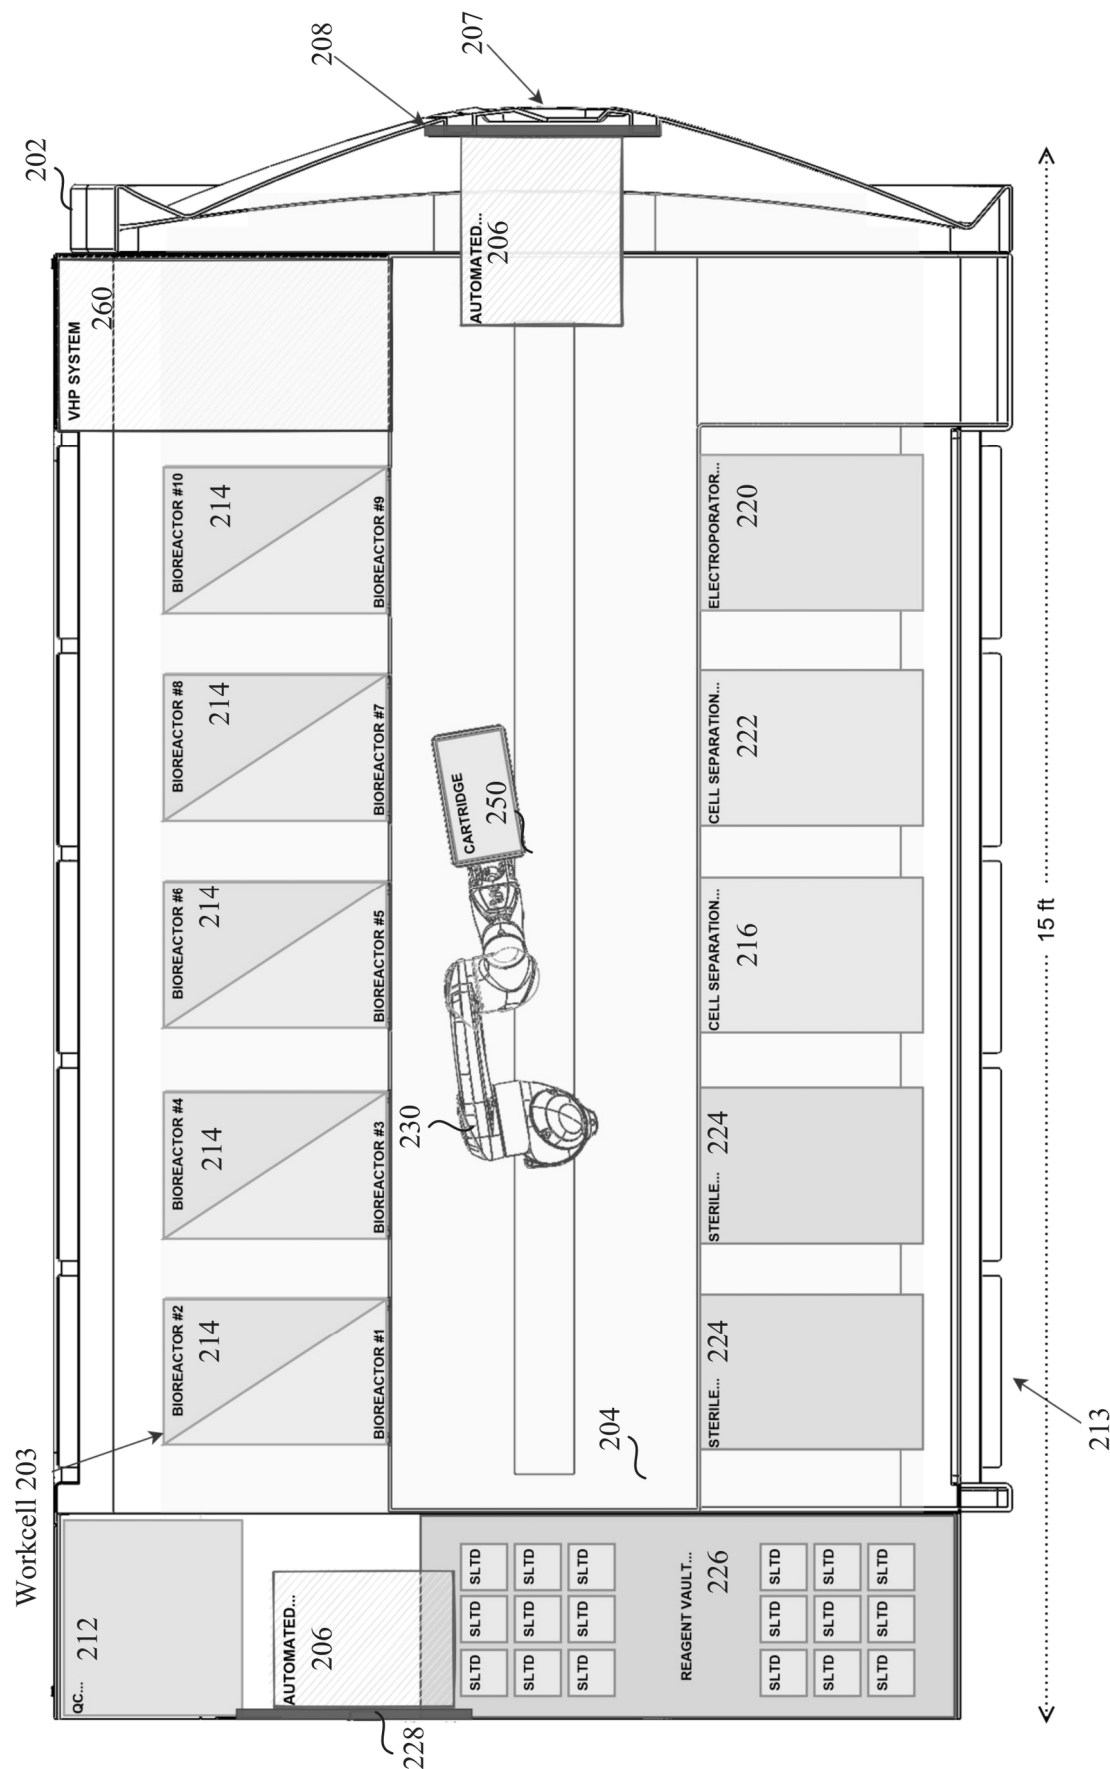 Workcell 203
202
208
207
VHP SYSTEM
260
AUTOMATED...
206
BIOREACTOR #2
214
BIOREACTOR #1
BIOREACTOR #4
214
BIOREACTOR #3
BIOREACTOR #6
214
BIOREACTOR #5
BIOREACTOR #8
214
BIOREACTOR #7
BIOREACTOR #10
214
BIOREACTOR #9
QC...
212
AUTOMATED...
206
228
230
CARTRIDGE
250
204
SLTD
SLTD
SLTD
SLTD
SLTD
SLTD
SLTD
SLTD
SLTD
REAGENT VAULT...
226
SLTD
SLTD
SLTD
SLTD
SLTD
SLTD
SLTD
SLTD
SLTD
STERILE...
224
STERILE...
224
CELL SEPARATION...
216
CELL SEPARATION...
222
ELECTROPORATOR...
220
213
15 ft